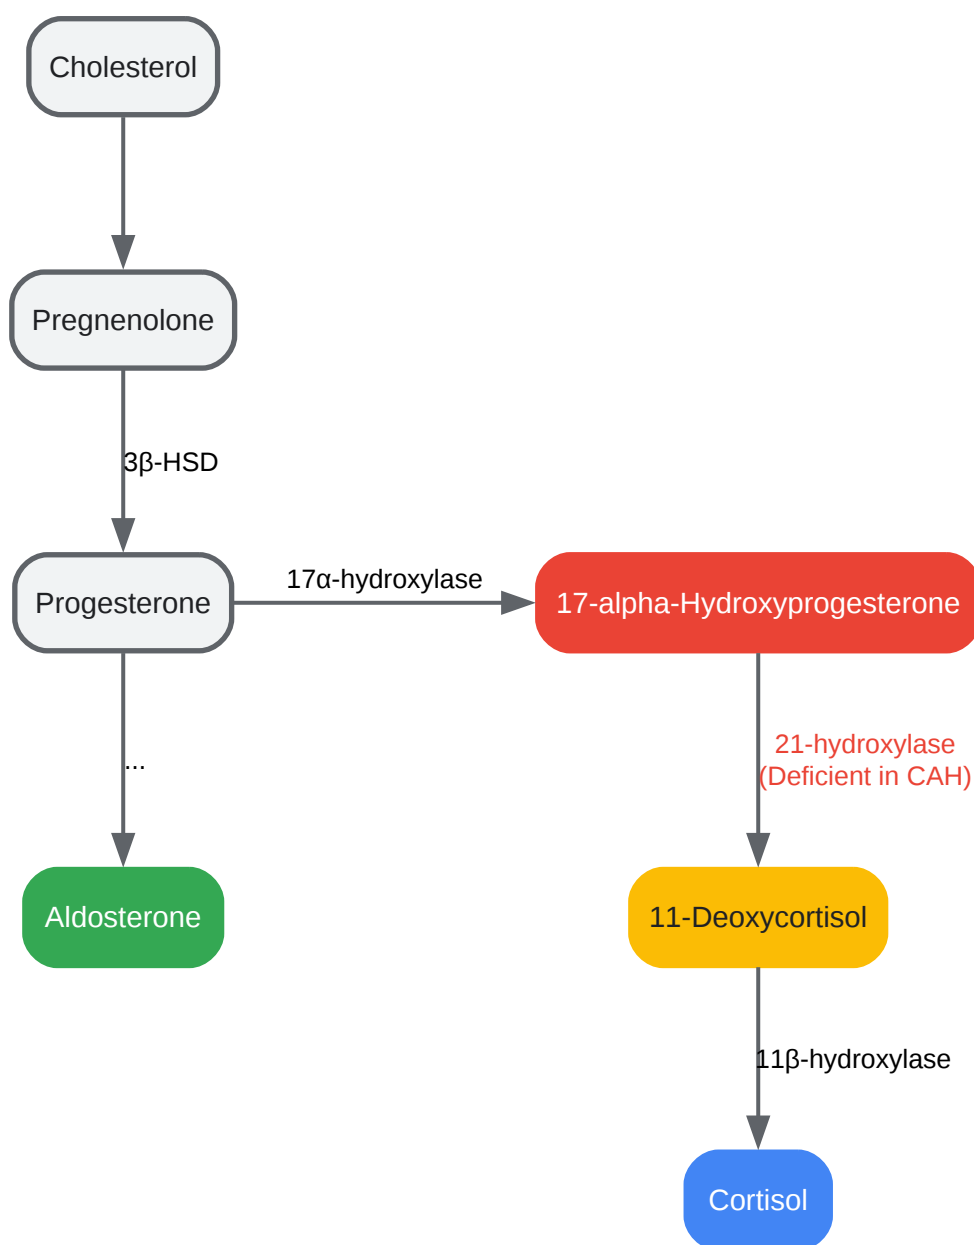 Cholesterol
Pregnenolone
3β-HSD
Progesterone
17α-hydroxylase
17-alpha-Hydroxyprogesterone
...
21-hydroxylase
(Deficient in CAH)
Aldosterone
11-Deoxycortisol
11β-hydroxylase
Cortisol